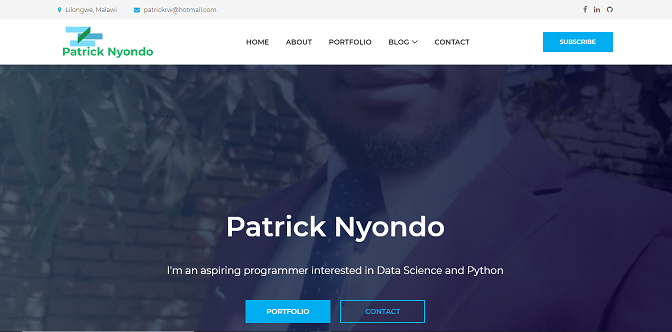 Lilongwe, Malawi patrickrw@hotmail.com
Patrick Nyondo
HOME ABOUT PORTFOLIO BLOG CONTACT
SUBSCRIBE
Patrick Nyondo
I'm an aspiring programmer interested in Data Science and Python
PORTFOLIO CONTACT